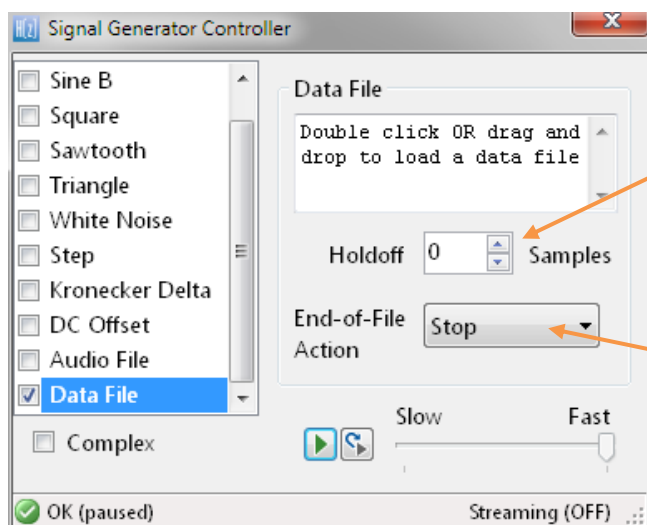 Signal Generator Controller
Sine B
Square
Sawtooth
Triangle
White Noise
Step
Kronecker Delta
DC Offset
Audio File
Data File
Complex
Data File
Double click OR drag and
drop to load a data file
Holdoff 0 Samples
End-of-File
Action
Stop
Slow Fast
OK (paused) Streaming (OFF)